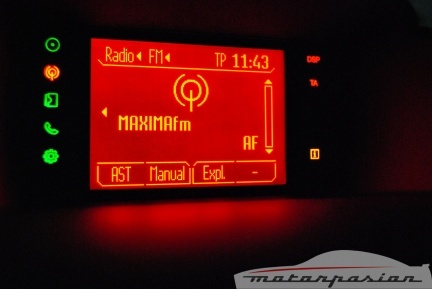 Radio FM TP 11:43
DSP
TA
MAXIMAfm
AF
AST Manual Expl. -
motorpasion